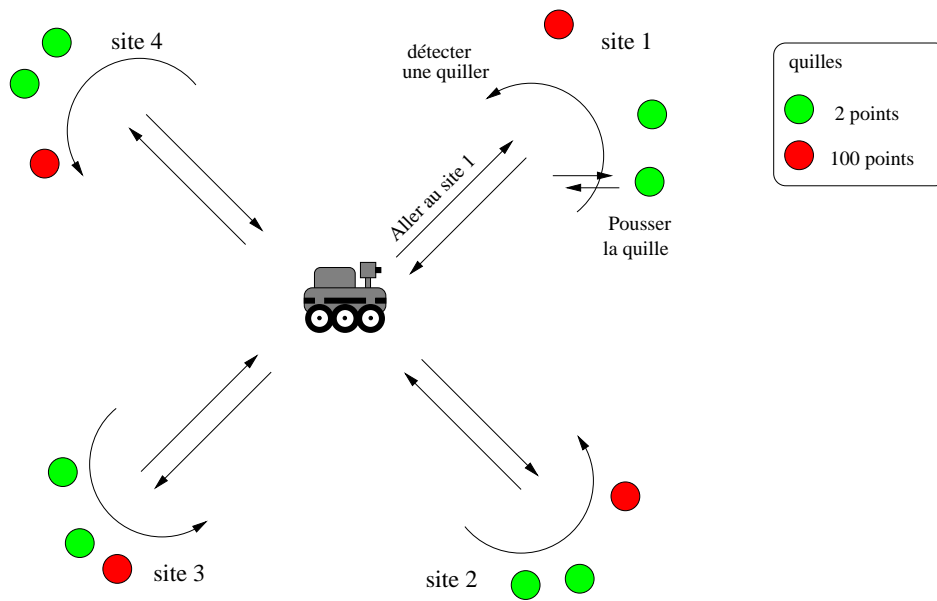 site 4
site 1
détecter
une quiller
quilles
2 points
100 points
Aller au site 1
Pousser
la quille
site 3
site 2